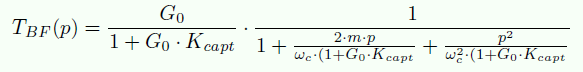 T_{BF}(p) = \frac{G_0}{1 + G_0 \cdot K_{capt}} \cdot \frac{1}{1 + \frac{2 \cdot m \cdot p}{\omega_c \cdot (1 + G_0 \cdot K_{capt}} + \frac{p^2}{\omega_c^2 \cdot (1 + G_0 \cdot K_{capt}}}